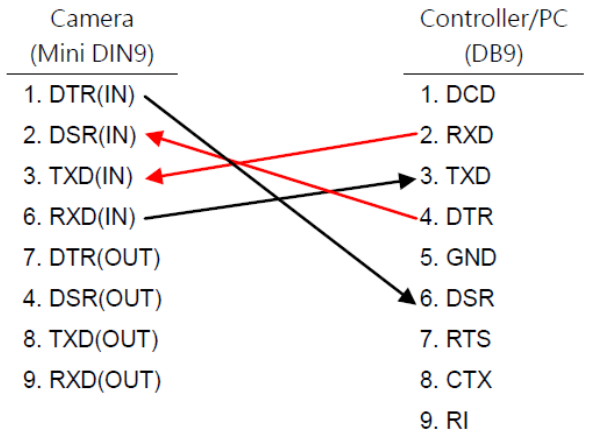 Camera
(Mini DIN9)
1. DTR(IN)
2. DSR(IN)
3. TXD(IN)
6. RXD(IN)
7. DTR(OUT)
4. DSR(OUT)
8. TXD(OUT)
9. RXD(OUT)
Controller/PC
(DB9)
1. DCD
2. RXD
3. TXD
4. DTR
5. GND
6. DSR
7. RTS
8. CTX
9. RI